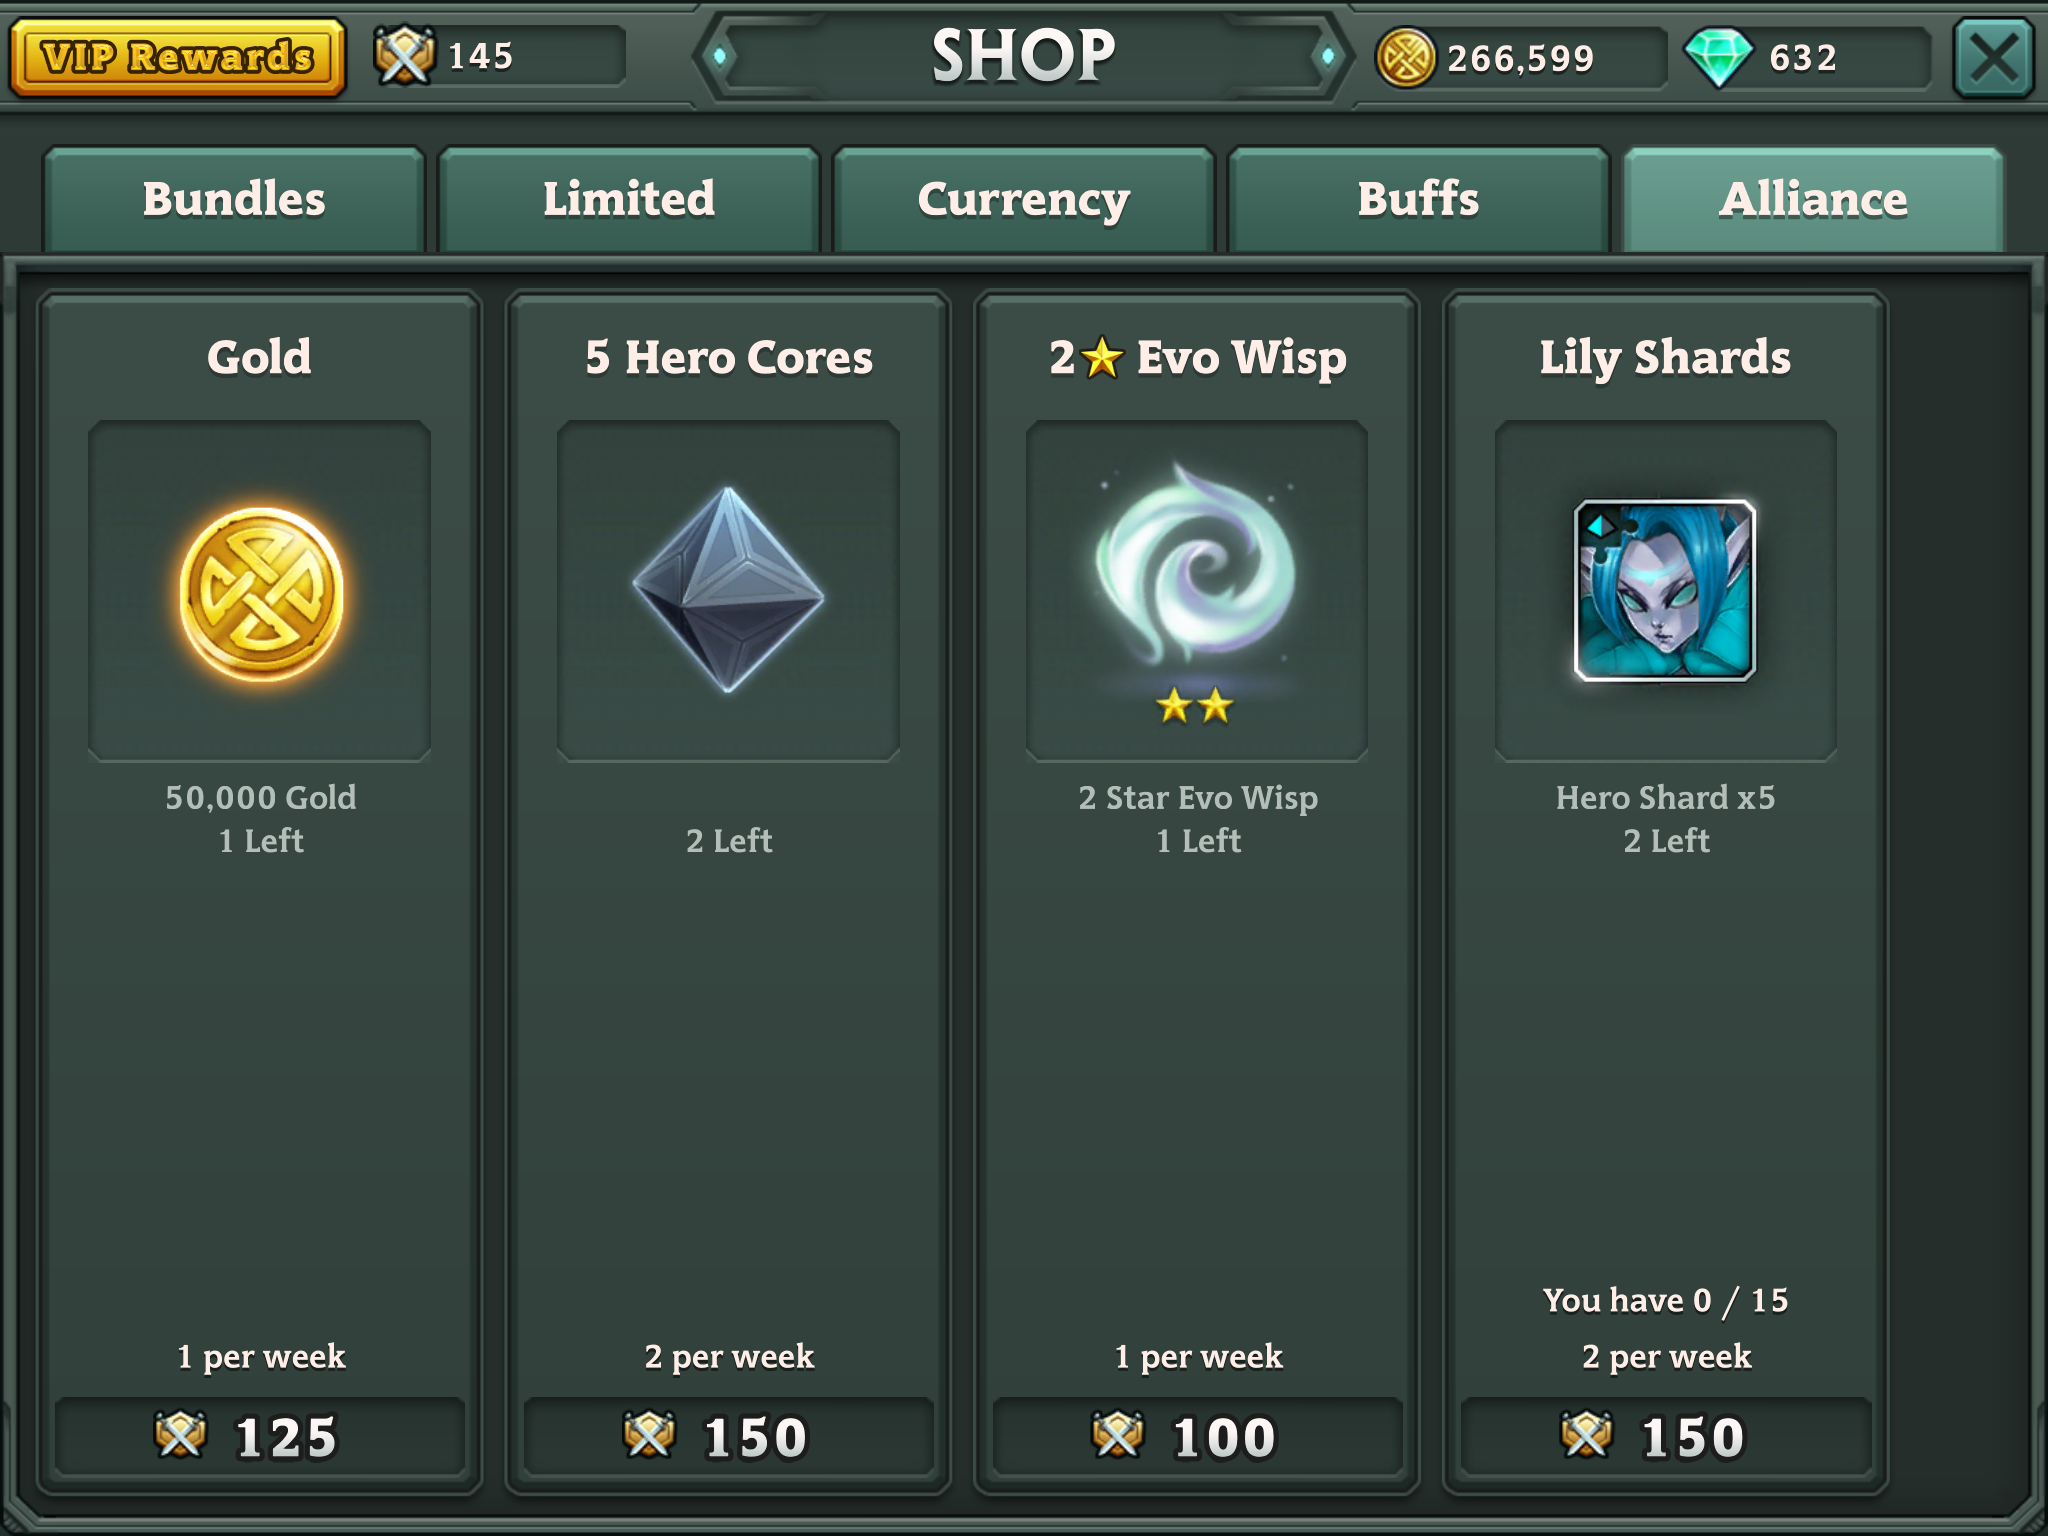 VIP Rewards
145
SHOP
266,599
632
Bundles
Limited
Currency
Buffs
Alliance
Gold
50,000 Gold
1 Left
1 per week
125
5 Hero Cores
2 Left
2 per week
150
2★ Evo Wisp
2 Star Evo Wisp
1 Left
1 per week
100
Lily Shards
Hero Shard x5
2 Left
You have 0 / 15
2 per week
150